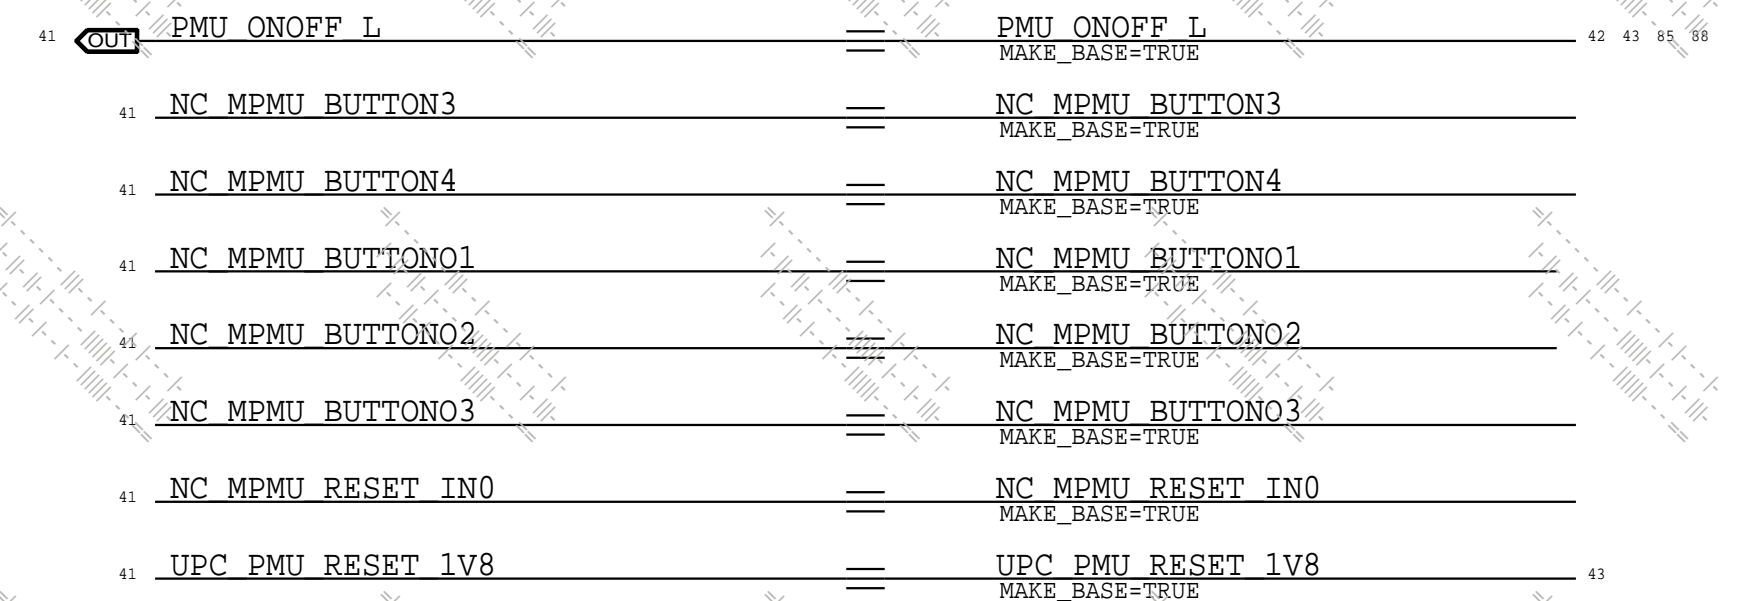 41 OUT PMU_ONOFF_L PMU_ONOFF_L 42 43 85 88
MAKE_BASE=TRUE
41 NC_MPMU_BUTTON3 NC_MPMU_BUTTON3
MAKE_BASE=TRUE
41 NC_MPMU_BUTTON4 NC_MPMU_BUTTON4
MAKE_BASE=TRUE
41 NC_MPMU_BUTTONO1 NC_MPMU_BUTTONO1
MAKE_BASE=TRUE
41 NC_MPMU_BUTTONO2 NC_MPMU_BUTTONO2
MAKE_BASE=TRUE
41 NC_MPMU_BUTTONO3 NC_MPMU_BUTTONO3
MAKE_BASE=TRUE
41 NC_MPMU_RESET_IN0 NC_MPMU_RESET_IN0
MAKE_BASE=TRUE
41 UPC_PMU_RESET_1V8 UPC_PMU_RESET_1V8 43
MAKE_BASE=TRUE